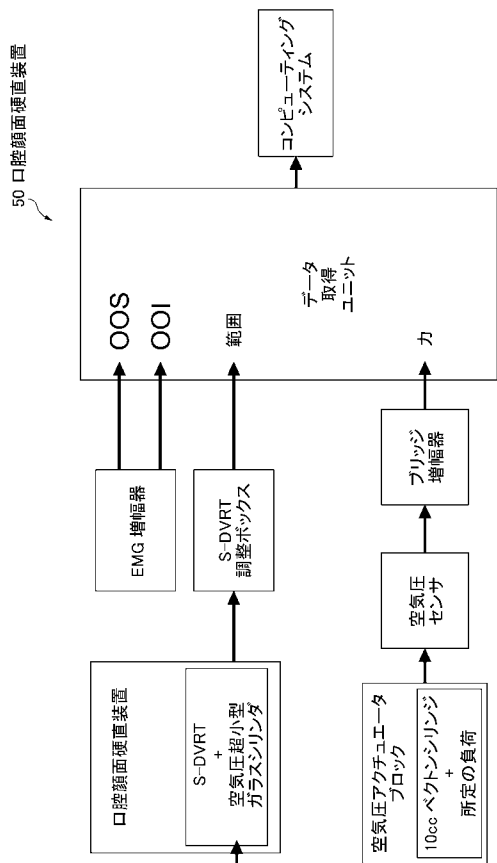 50 口腔顔面硬直装置
コンピューティング
システム
OOS
OOI
範囲
データ
取得
ユニット
力
EMG 増幅器
S-DVRT
調整ボックス
ブリッジ
増幅器
空気圧
センサ
口腔顔面硬直装置
S-DVRT
+
空気圧超小型
ガラスシリンダ
空気圧アクチュエータ
ブロック
10cc ベクトンシリンジ
+
所定の負荷